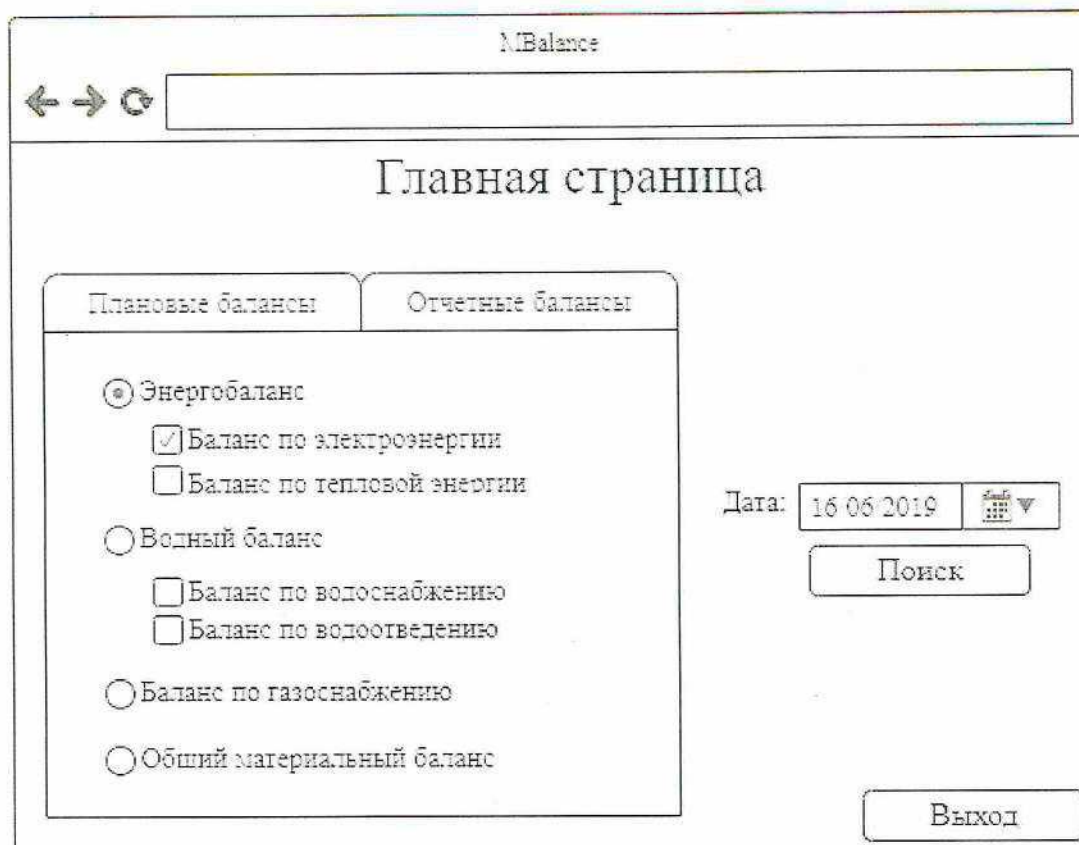 MBalance
Главная страница
Плановые балансы
Отчетные балансы
Энергобаланс
Баланс по электроэнергии
Баланс по тепловой энергии
Водный баланс
Баланс по водоснабжению
Баланс по водоотведению
Баланс по газоснабжению
Общий материальный баланс
Дата: 16 06 2019
Поиск
Выход